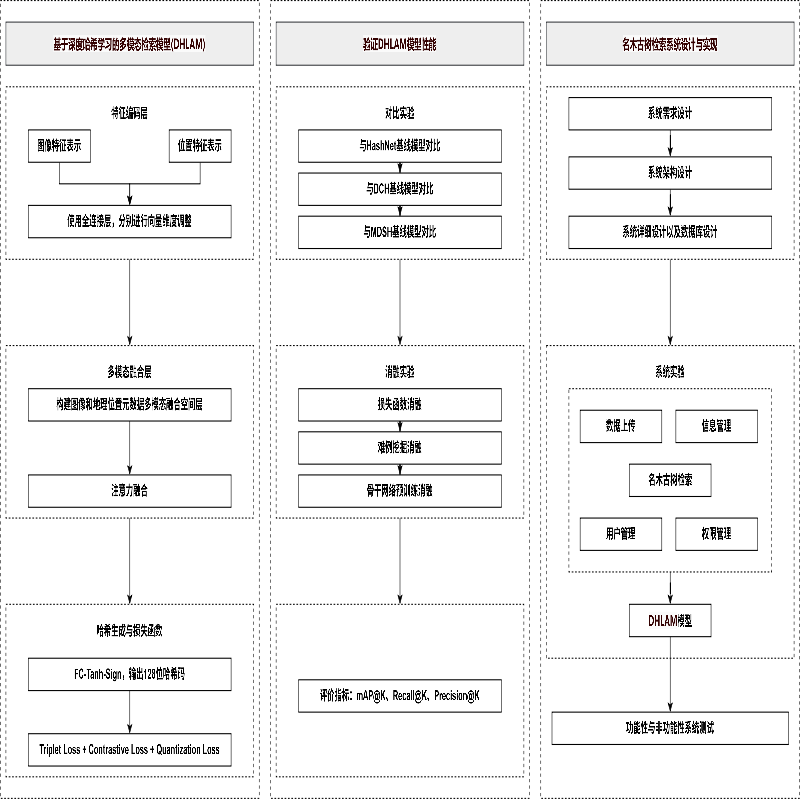 基于深度哈希学习的多模态检索模型(DHLAM)
特征编码层
图像特征表示
位置特征表示
使用全连接层，分别进行向量维度调整
多模态融合层
构建图像和地理位置元数据多模态融合空间层
注意力融合
哈希生成与损失函数
FC-Tanh-Sign，输出128位哈希码
Triplet Loss + Contrastive Loss + Quantization Loss
验证DHLAM模型性能
对比实验
与HashNet基线模型对比
与DCH基线模型对比
与MDSH基线模型对比
消融实验
损失函数消融
难例挖掘消融
骨干网络预训练消融
评价指标：mAP@K、Recall@K、Precision@K
名木古树检索系统设计与实现
系统需求设计
系统架构设计
系统详细设计以及数据库设计
系统实验
数据上传
信息管理
名木古树检索
用户管理
权限管理
DHLAM模型
功能性与非功能性系统测试